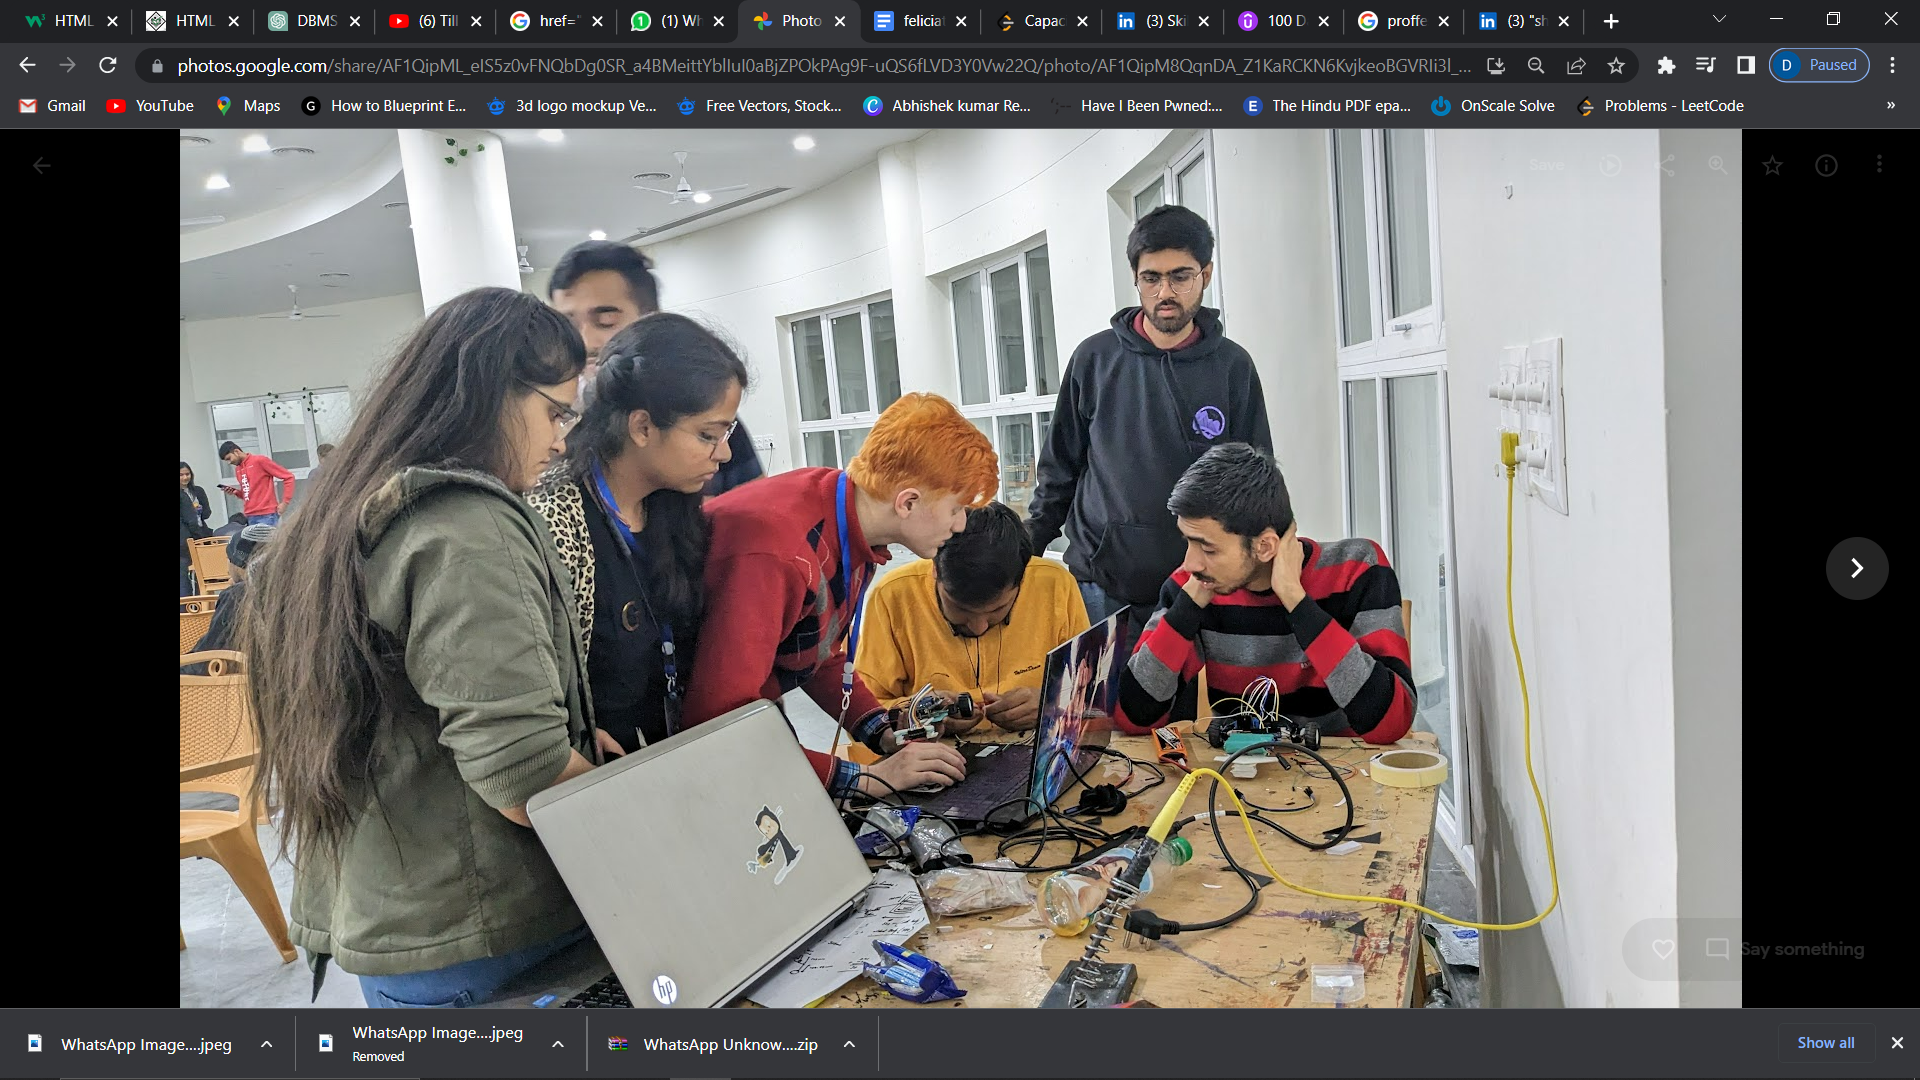 HTML
HTML
DBMS
(6) Till
href="
(1) Wh
Photo
feliciat
Capac
(3) Ski
100 D
proffe
(3) "sh
photos.google.com/share/AF1QipML_eIS5z0vFNQbDg0SR_a4BMeittYblIuI0aBjZPOkPAg9F-uQS6fLVD3Y0Vw22Q/photo/AF1QipM8QqnDA_Z1KaRCKN6KvjkeoBGVRIi3l_...
D Paused
Gmail
YouTube
Maps
G How to Blueprint E...
3d logo mockup Ve...
Free Vectors, Stock...
Abhishek kumar Re...
Have I Been Pwned:...
E The Hindu PDF epa...
OnScale Solve
Problems - LeetCode
»
Save
hp
Say something
WhatsApp Image....jpeg
WhatsApp Image....jpeg
Removed
WhatsApp Unknow....zip
Show all